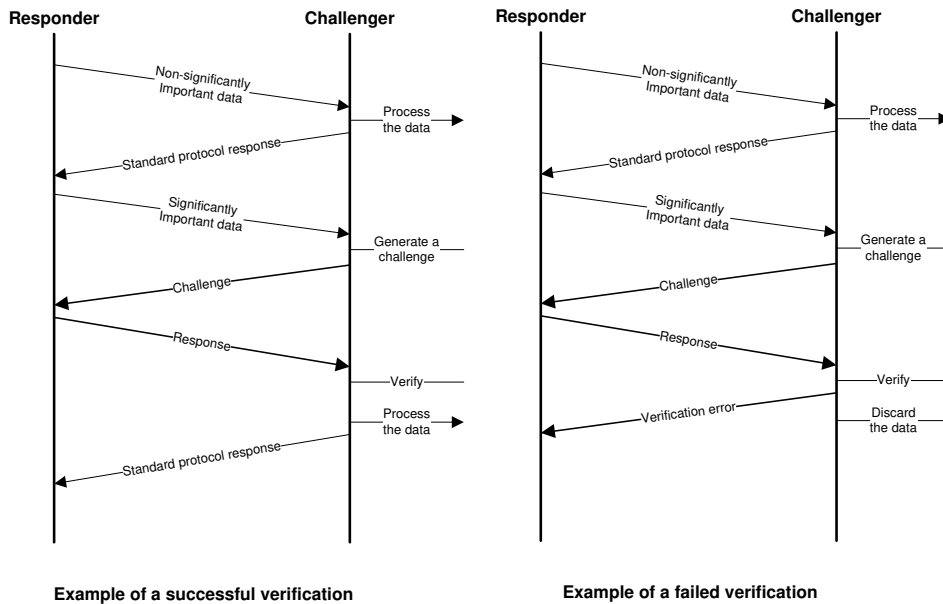 Responder
Challenger
Non-significantly
Important data
Process
the data
Standard protocol response
Significantly
Important data
Generate a
challenge
Challenge
Response
Verify
Process
the data
Standard protocol response
Example of a successful verification
Responder
Challenger
Non-significantly
Important data
Process
the data
Standard protocol response
Significantly
Important data
Generate a
challenge
Challenge
Response
Verify
Verification error
Discard
the data
Example of a failed verification